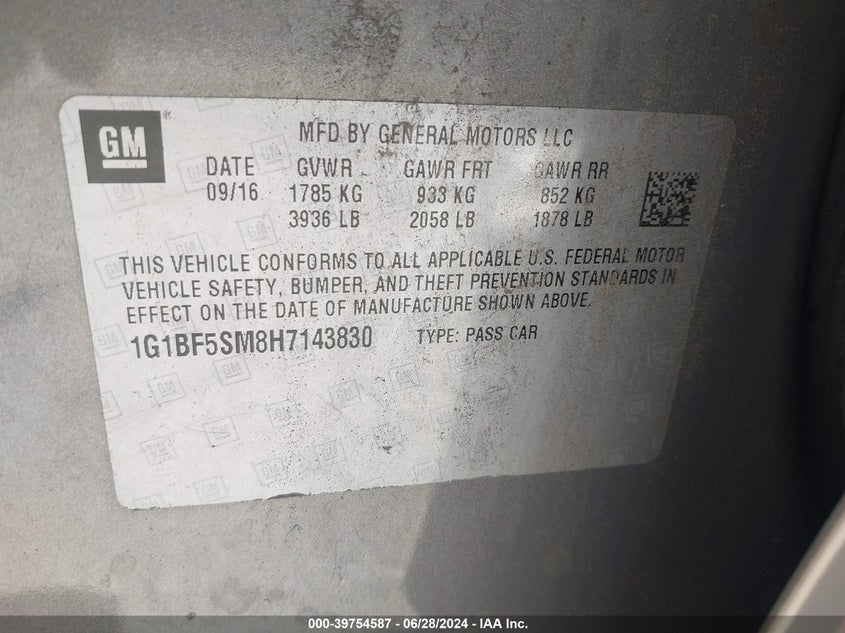 GM
MFD BY GENERAL MOTORS LLC
DATE GVWR GAWR FRT GAWR RR
09/16 1785 KG 933 KG 852 KG
3936 LB 2058 LB 1878 LB
THIS VEHICLE CONFORMS TO ALL APPLICABLE U.S. FEDERAL MOTOR
VEHICLE SAFETY, BUMPER, AND THEFT PREVENTION STANDARDS IN
EFFECT ON THE DATE OF MANUFACTURE SHOWN ABOVE.
1G1BF5SM8H7143830 TYPE: PASS CAR
000-39754587 - 06/28/2024 - IAA Inc.